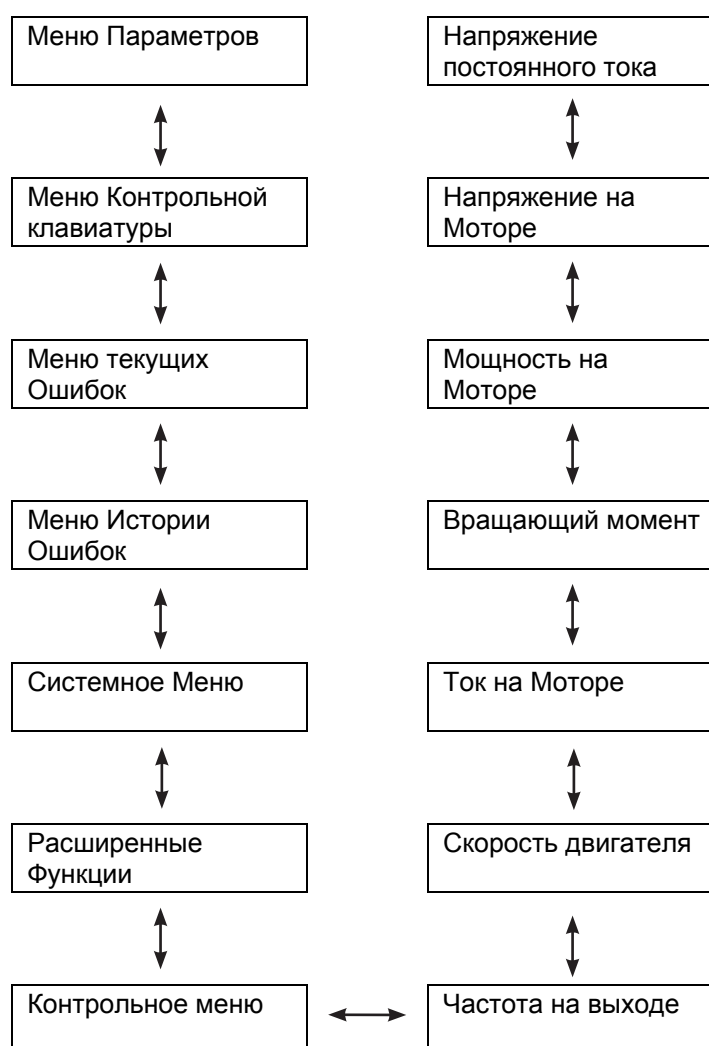 Меню Параметров
Меню Контрольной
клавиатуры
Меню текущих
Ошибок
Меню Истории
Ошибок
Системное Меню
Расширенные
Функции
Контрольное меню
Напряжение
постоянного тока
Напряжение на
Моторе
Мощность на
Моторе
Вращающий момент
Ток на Моторе
Скорость двигателя
Частота на выходе